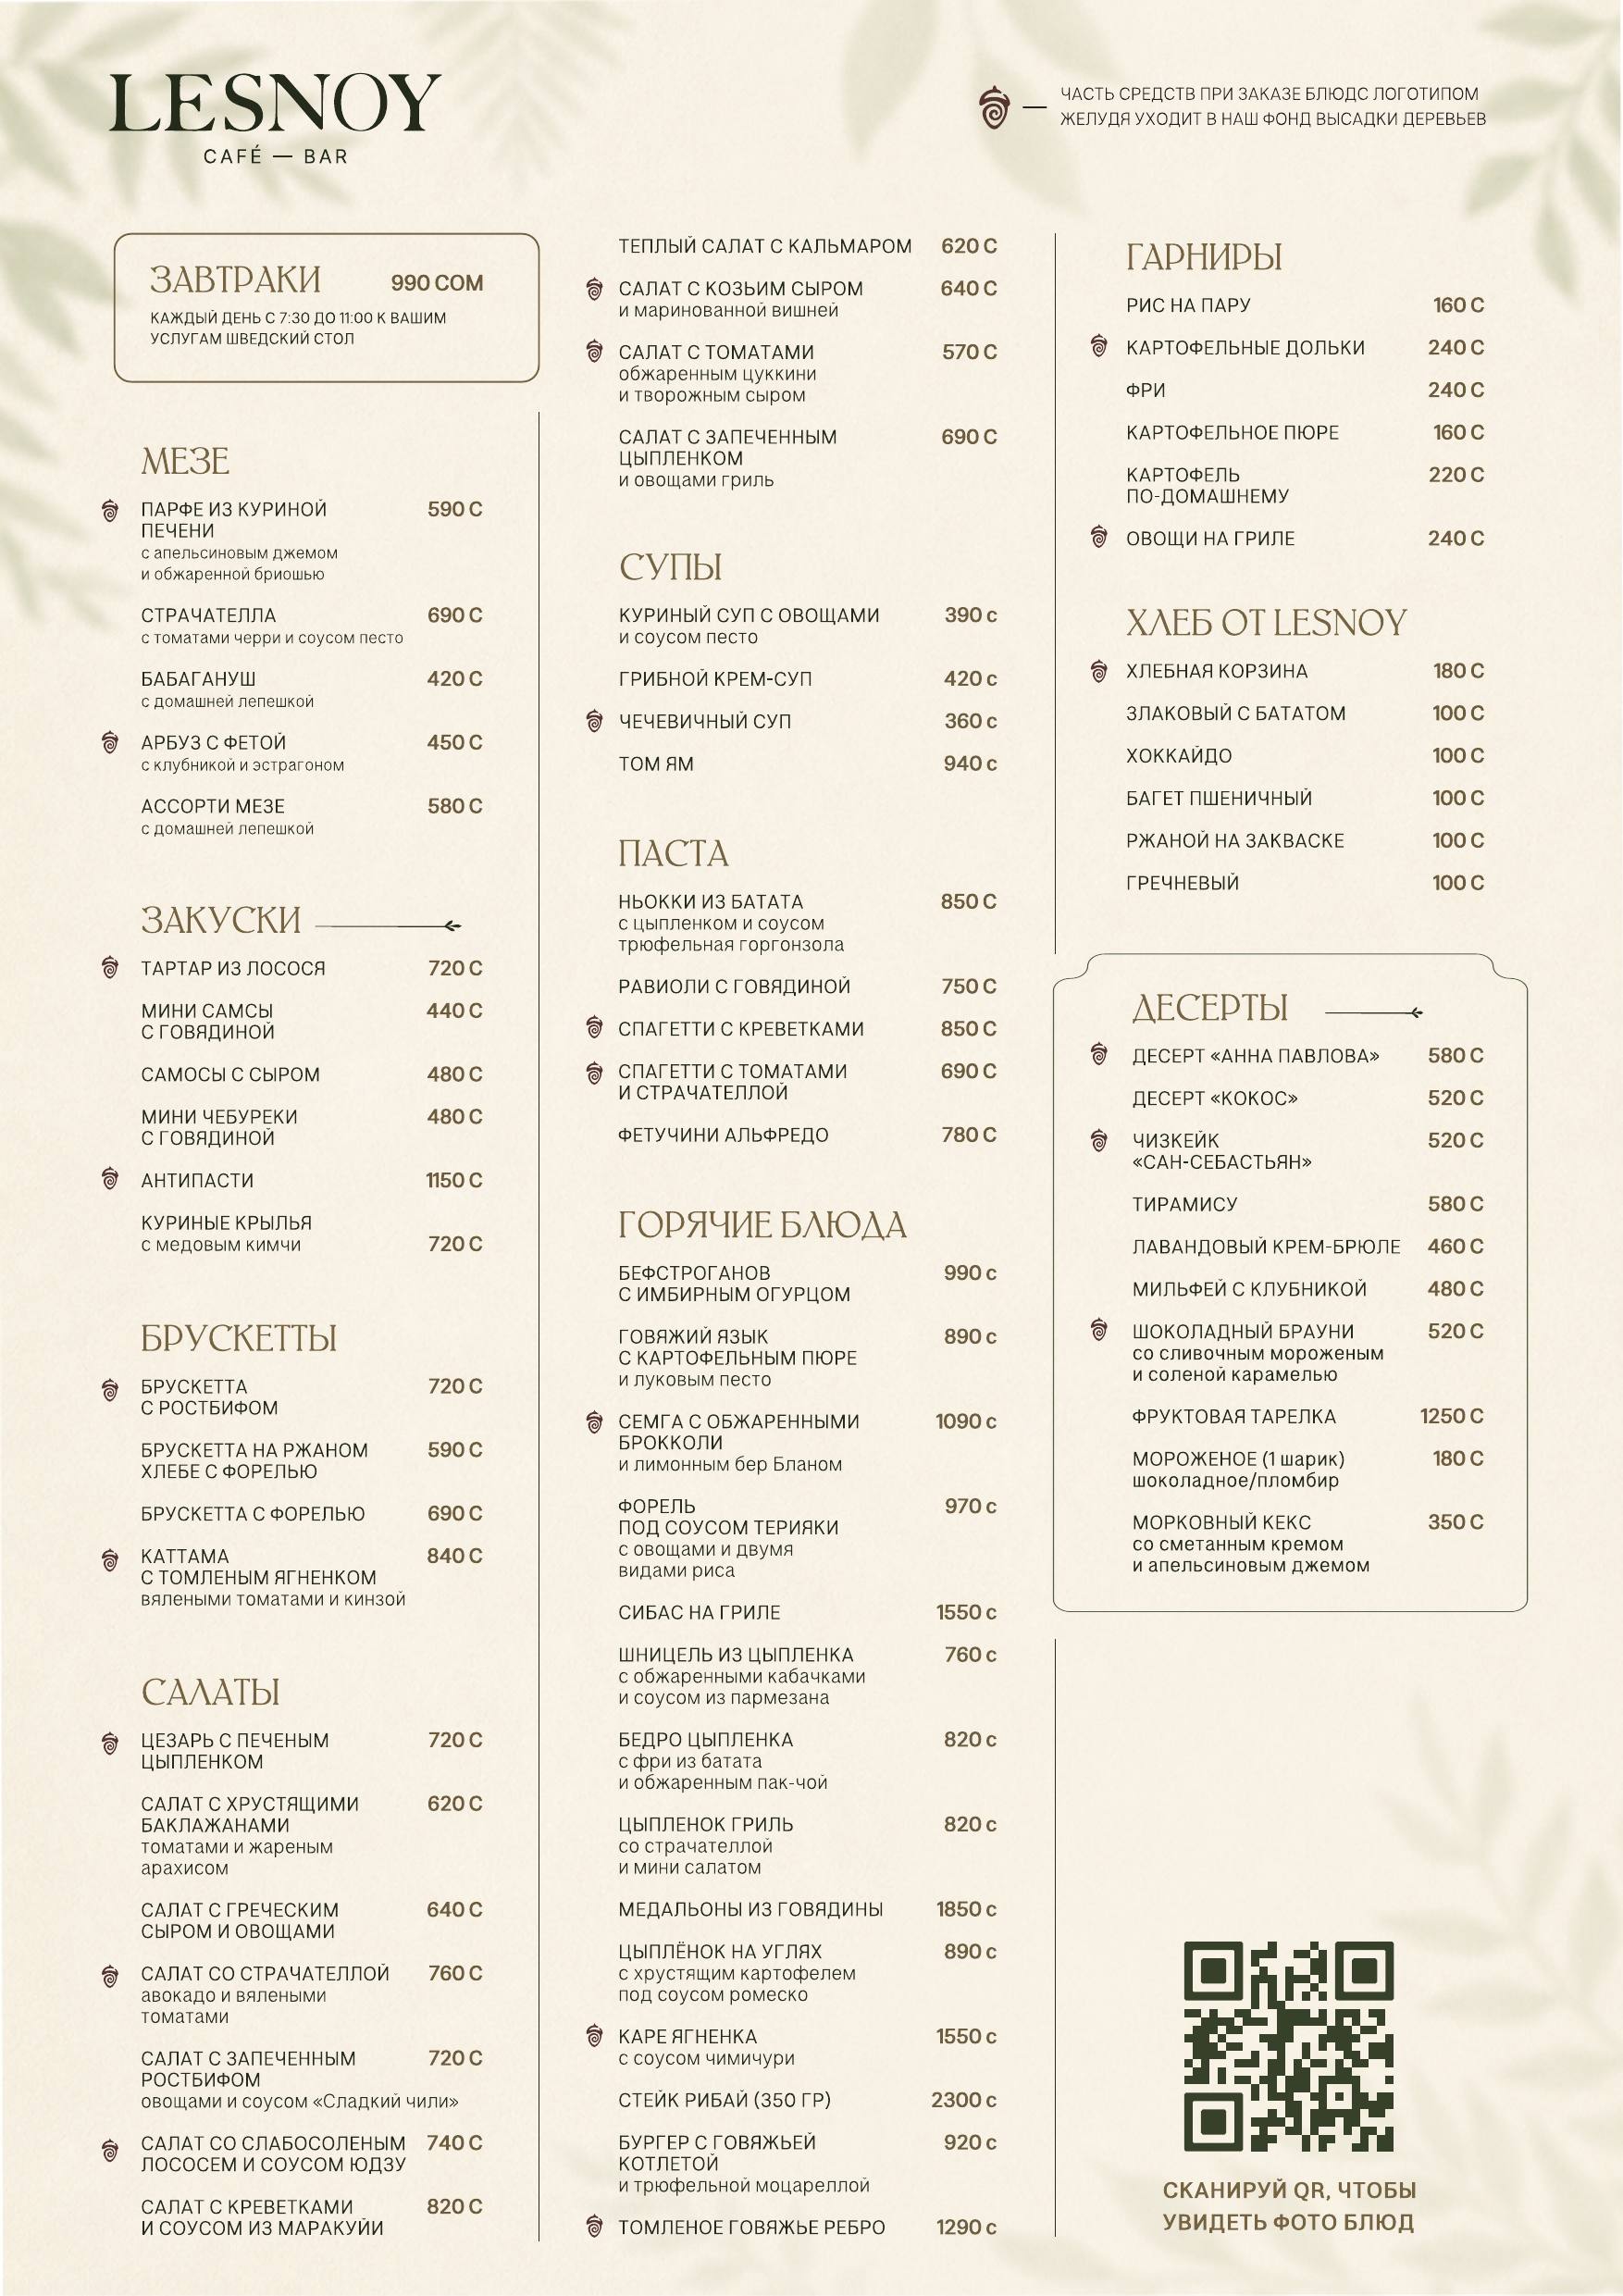 LESNOY
CAFÉ — BAR
— ЧАСТЬ СРЕДСТВ ПРИ ЗАКАЗЕ БЛЮДС ЛОГОТИПОМ
ЖЕЛУДЯ УХОДИТ В НАШ ФОНД ВЫСАДКИ ДЕРЕВЬЕВ
ЗАВТРАКИ 990 СОМ
КАЖДЫЙ ДЕНЬ С 7:30 ДО 11:00 К ВАШИМ
УСЛУГАМ ШВЕДСКИЙ СТОЛ
МЕЗЕ
ПАРФЕ ИЗ КУРИНОЙ 590 С
ПЕЧЕНИ
с апельсиновым джемом
и обжаренной бриошью
СТРАЧАТЕЛЛА 690 С
с томатами черри и соусом песто
БАБАГАНУШ 420 С
с домашней лепешкой
АРБУЗ С ФЕТОЙ 450 С
с клубникой и эстрагоном
АССОРТИ МЕЗЕ 580 С
с домашней лепешкой
ЗАКУСКИ
ТАРТАР ИЗ ЛОСОСЯ 720 С
МИНИ САМСЫ 440 С
С ГОВЯДИНОЙ
САМОСЫ С СЫРОМ 480 С
МИНИ ЧЕБУРЕКИ 480 С
С ГОВЯДИНОЙ
АНТИПАСТИ 1150 С
КУРИНЫЕ КРЫЛЬЯ
с медовым кимчи 720 С
БРУСКЕТТЫ
БРУСКЕТТА 720 С
С РОСТБИФОМ
БРУСКЕТТА НА РЖАНОМ 590 С
ХЛЕБЕ С ФОРЕЛЬЮ
БРУСКЕТТА С ФОРЕЛЬЮ 690 С
КАТТАМА 840 С
С ТОМЛЕНЫМ ЯГНЕНКОМ
вялеными томатами и кинзой
САЛАТЫ
ЦЕЗАРЬ С ПЕЧЕНЫМ 720 С
ЦЫПЛЕНКОМ
САЛАТ С ХРУСТЯЩИМИ 620 С
БАКЛАЖАНАМИ
томатами и жареным
арахисом
САЛАТ С ГРЕЧЕСКИМ 640 С
СЫРОМ И ОВОЩАМИ
САЛАТ СО СТРАЧАТЕЛЛОЙ 760 С
авокадо и вялеными
томатами
САЛАТ С ЗАПЕЧЕННЫМ 720 С
РОСТБИФОМ
овощами и соусом «Сладкий чили»
САЛАТ СО СЛАБОСОЛЕНЫМ 740 С
ЛОСОСЕМ И СОУСОМ ЮДЗУ
САЛАТ С КРЕВЕТКАМИ 820 С
И СОУСОМ ИЗ МАРАКУЙИ
ТЕПЛЫЙ САЛАТ С КАЛЬМАРОМ 620 С
САЛАТ С КОЗЬИМ СЫРОМ 640 С
и маринованной вишней
САЛАТ С ТОМАТАМИ 570 С
обжаренным цуккини
и творожным сыром
САЛАТ С ЗАПЕЧЕННЫМ 690 С
ЦЫПЛЕНКОМ
и овощами гриль
СУПЫ
КУРИНЫЙ СУП С ОВОЩАМИ 390 с
и соусом песто
ГРИБНОЙ КРЕМ-СУП 420 с
ЧЕЧЕВИЧНЫЙ СУП 360 с
ТОМ ЯМ 940 с
ПАСТА
НЬОККИ ИЗ БАТАТА 850 С
с цыпленком и соусом
трюфельная горгонзола
РАВИОЛИ С ГОВЯДИНОЙ 750 С
СПАГЕТТИ С КРЕВЕТКАМИ 850 С
СПАГЕТТИ С ТОМАТАМИ 690 С
И СТРАЧАТЕЛЛОЙ
ФЕТУЧИНИ АЛЬФРЕДО 780 С
ГОРЯЧИЕ БЛЮДА
БЕФСТРОГАНОВ 990 с
С ИМБИРНЫМ ОГУРЦОМ
ГОВЯЖИЙ ЯЗЫК 890 с
С КАРТОФЕЛЬНЫМ ПЮРЕ
и луковым песто
СЕМГА С ОБЖАРЕННЫМИ 1090 с
БРОККОЛИ
и лимонным бер Бланом
ФОРЕЛЬ 970 с
ПОД СОУСОМ ТЕРИЯКИ
с овощами и двумя
видами риса
СИБАС НА ГРИЛЕ 1550 с
ШНИЦЕЛЬ ИЗ ЦЫПЛЕНКА 760 с
с обжаренными кабачками
и соусом из пармезана
БЕДРО ЦЫПЛЕНКА 820 с
с фри из батата
и обжаренным пак-чой
ЦЫПЛЕНОК ГРИЛЬ 820 с
со страчателлой
и мини салатом
МЕДАЛЬОНЫ ИЗ ГОВЯДИНЫ 1850 с
ЦЫПЛЁНОК НА УГЛЯХ 890 с
с хрустящим картофелем
под соусом ромеско
КАРЕ ЯГНЕНКА 1550 с
с соусом чимичури
СТЕЙК РИБАЙ (350 ГР) 2300 с
БУРГЕР С ГОВЯЖЬЕЙ 920 с
КОТЛЕТОЙ
и трюфельной моцареллой
ТОМЛЕНОЕ ГОВЯЖЬЕ РЕБРО 1290 с
ГАРНИРЫ
РИС НА ПАРУ 160 С
КАРТОФЕЛЬНЫЕ ДОЛЬКИ 240 С
ФРИ 240 С
КАРТОФЕЛЬНОЕ ПЮРЕ 160 С
КАРТОФЕЛЬ 220 С
ПО-ДОМАШНЕМУ
ОВОЩИ НА ГРИЛЕ 240 С
ХЛЕБ ОТ LESNOY
ХЛЕБНАЯ КОРЗИНА 180 С
ЗЛАКОВЫЙ С БАТАТОМ 100 С
ХОККАЙДО 100 С
БАГЕТ ПШЕНИЧНЫЙ 100 С
РЖАНОЙ НА ЗАКВАСКЕ 100 С
ГРЕЧНЕВЫЙ 100 С
ДЕСЕРТЫ
ДЕСЕРТ «АННА ПАВЛОВА» 580 С
ДЕСЕРТ «КОКОС» 520 С
ЧИЗКЕЙК 520 С
«САН-СЕБАСТЬЯН»
ТИРАМИСУ 580 С
ЛАВАНДОВЫЙ КРЕМ-БРЮЛЕ 460 С
МИЛЬФЕЙ С КЛУБНИКОЙ 480 С
ШОКОЛАДНЫЙ БРАУНИ 520 С
со сливочным мороженым
и соленой карамелью
ФРУКТОВАЯ ТАРЕЛКА 1250 С
МОРОЖЕНОЕ (1 шарик) 180 С
шоколадное/пломбир
МОРКОВНЫЙ КЕКС 350 С
со сметанным кремом
и апельсиновым джемом
СКАНИРУЙ QR, ЧТОБЫ
УВИДЕТЬ ФОТО БЛЮД